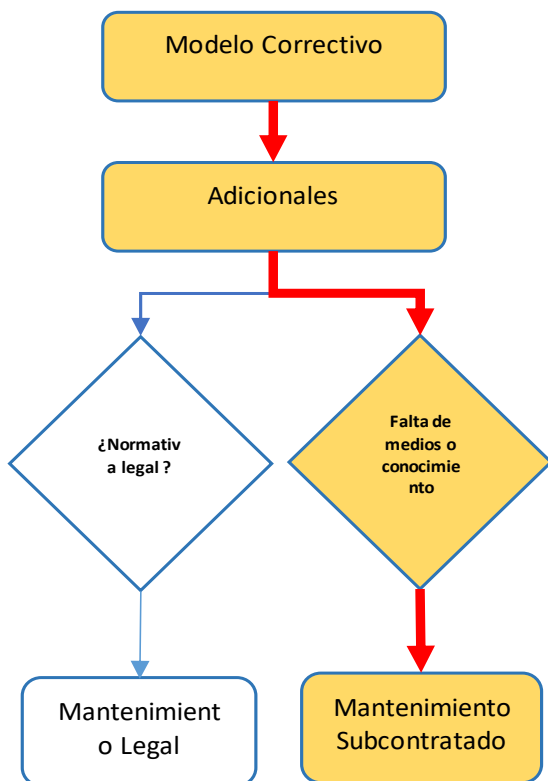 Modelo Correctivo
Adicionales
¿Normativ
a legal ?
Falta de
medios o
conocimie
nto
Mantenimient
o Legal
Mantenimiento
Subcontratado